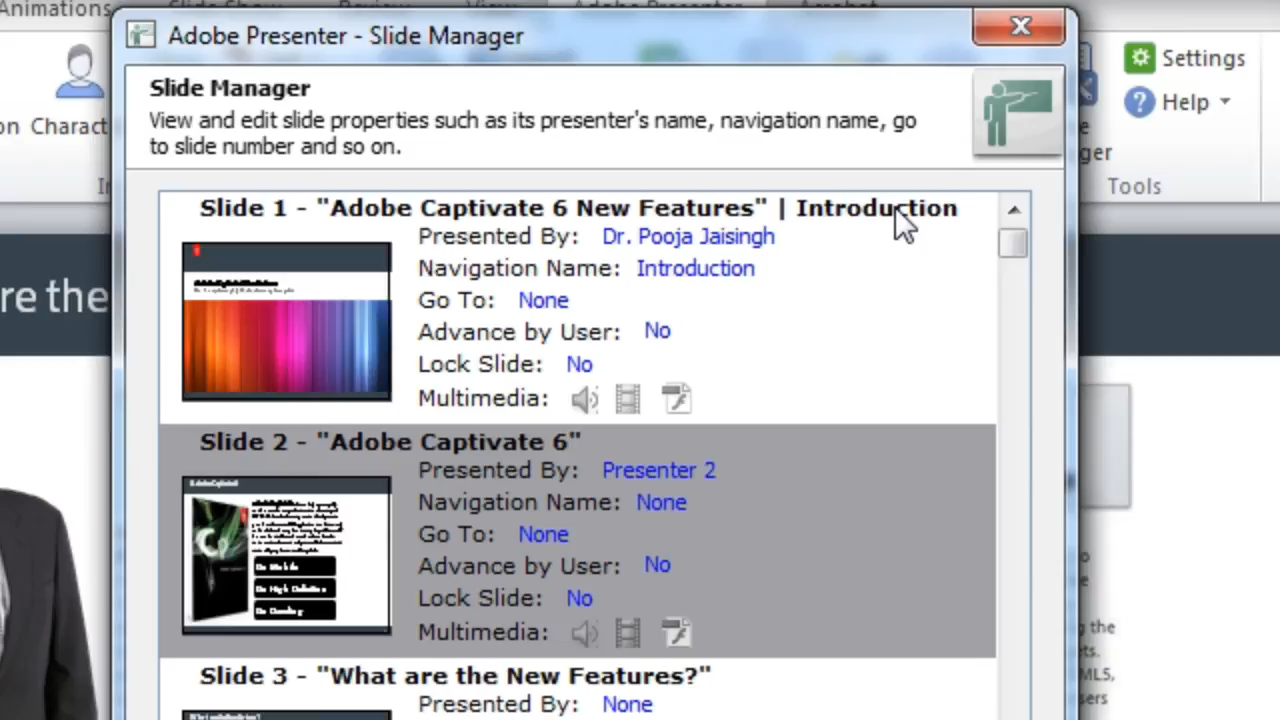 Animations
Adobe Presenter - Slide Manager
Slide Manager
View and edit slide properties such as its presenter's name, navigation name, go
to slide number and so on.
Settings
Help
Tools
Slide 1 - "Adobe Captivate 6 New Features" | Introduction
Presented By: Dr. Pooja Jaisingh
Navigation Name: Introduction
Go To: None
Advance by User: No
Lock Slide: No
Multimedia:
Slide 2 - "Adobe Captivate 6"
Presented By: Presenter 2
Navigation Name: None
Go To: None
Advance by User: No
Lock Slide: No
Multimedia:
Slide 3 - "What are the New Features?"
Presented By: None
re the